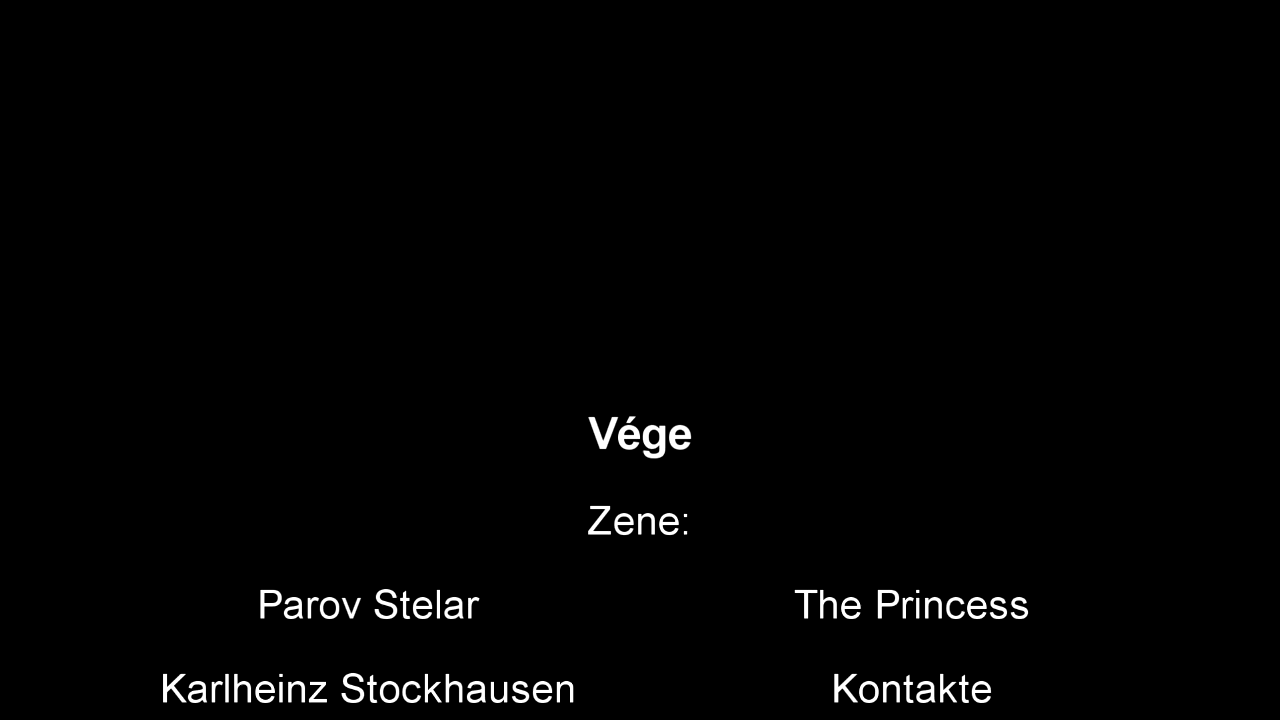 Vége
Zene:
Parov Stelar The Princess
Karlheinz Stockhausen Kontakte